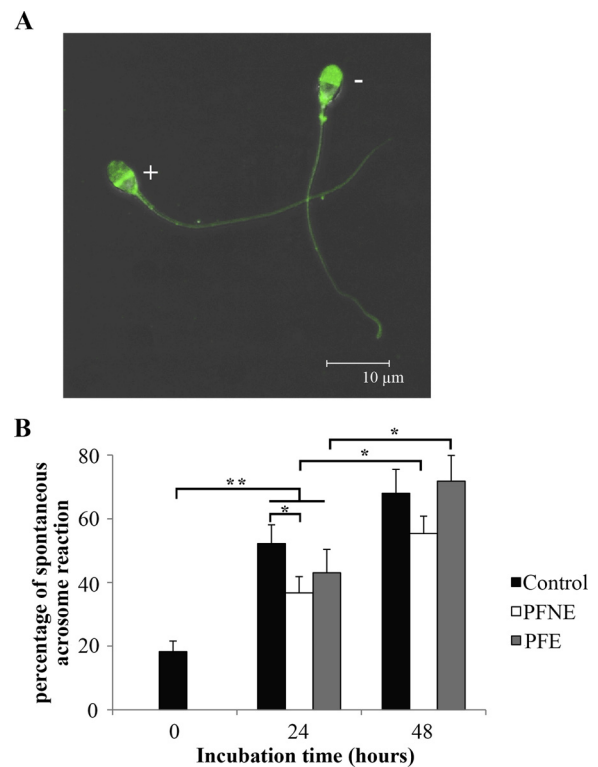 A
+
-
10 µm
B
percentage of spontaneous
acrosome reaction
80
60
40
20
0
**
*
*
*
0
24
48
Incubation time (hours)
Control
PFNE
PFE